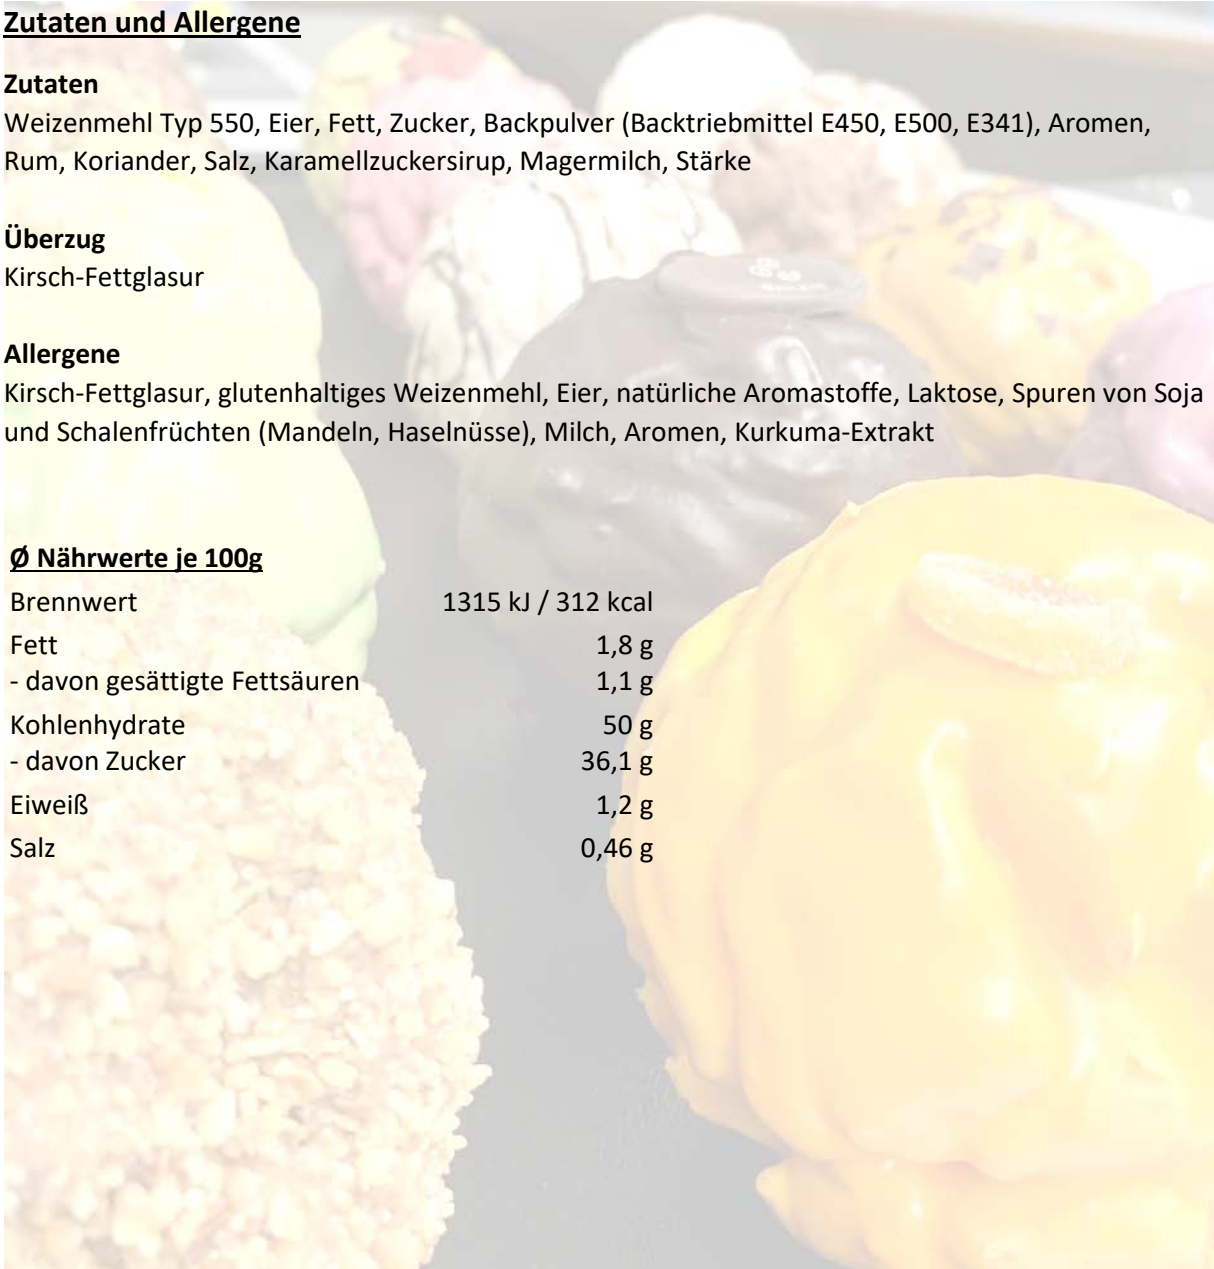 Zutaten und Allergene
Zutaten
Weizenmehl Typ 550, Eier, Fett, Zucker, Backpulver (Backtriebmittel E450, E500, E341), Aromen,
Rum, Koriander, Salz, Karamellzuckersirup, Magermilch, Stärke
Überzug
Kirsch-Fettglasur
Allergene
Kirsch-Fettglasur, glutenhaltiges Weizenmehl, Eier, natürliche Aromastoffe, Laktose, Spuren von Soja
und Schalenfrüchten (Mandeln, Haselnüsse), Milch, Aromen, Kurkuma-Extrakt
Ø Nährwerte je 100g
Brennwert 1315 kJ / 312 kcal
Fett 1,8 g
- davon gesättigte Fettsäuren 1,1 g
Kohlenhydrate 50 g
- davon Zucker 36,1 g
Eiweiß 1,2 g
Salz 0,46 g